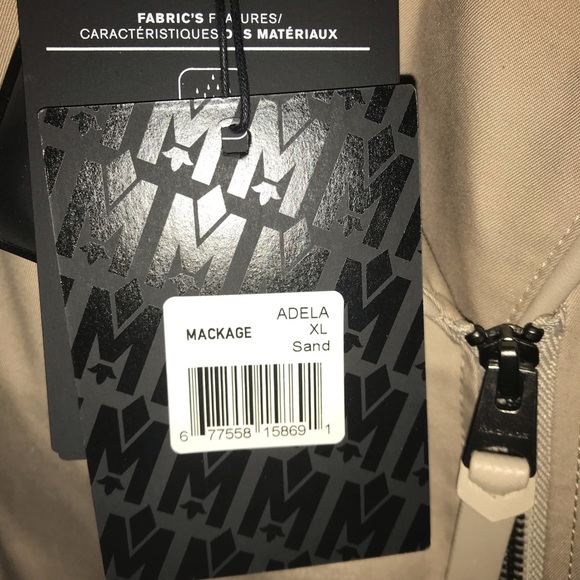 FABRIC'S FEATURES/
CARACTÉRISTIQUES DES MATÉRIAUX
MACKAGE
ADELA
XL
Sand
6 77558 15869 1